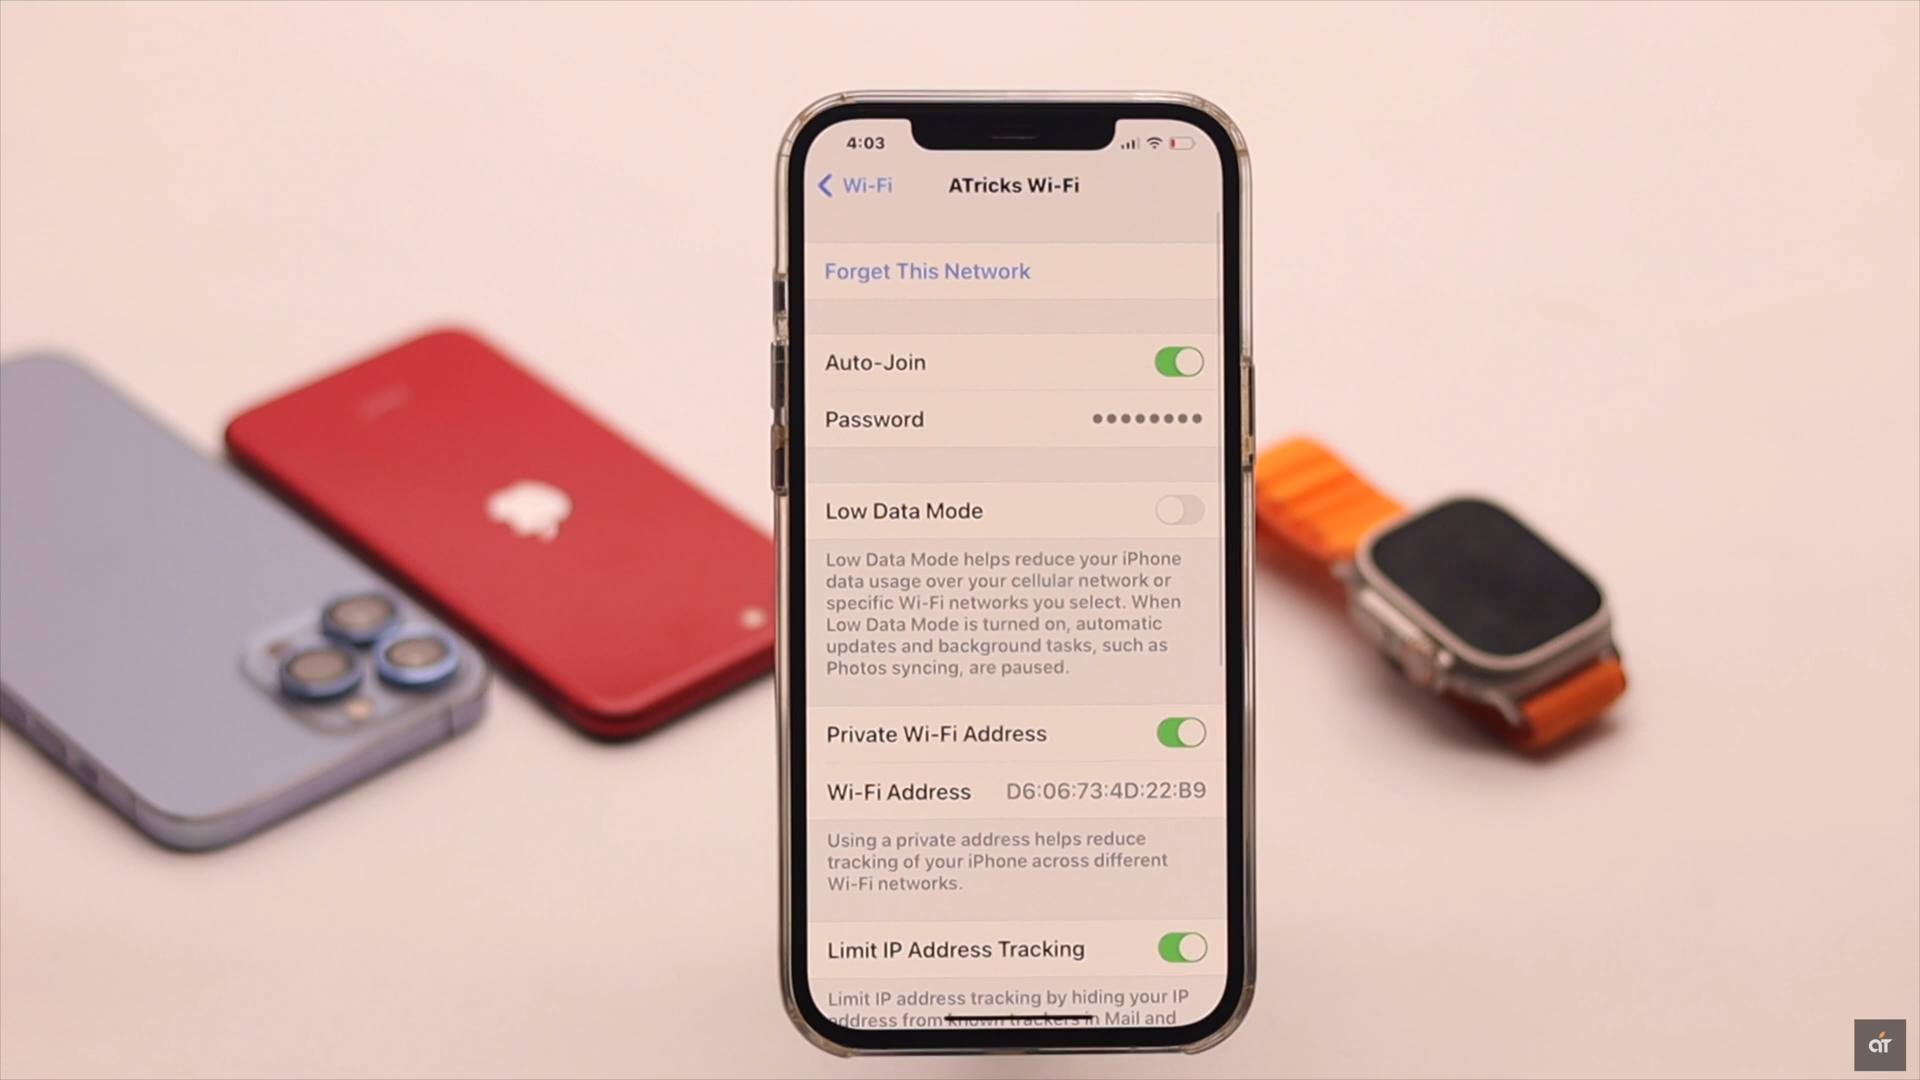 4:03
Wi-Fi
ATricks Wi-Fi
Forget This Network
Auto-Join
Password ••••••••
Low Data Mode
Low Data Mode helps reduce your iPhone
data usage over your cellular network or
specific Wi-Fi networks you select. When
Low Data Mode is turned on, automatic
updates and background tasks, such as
Photos syncing, are paused.
Private Wi-Fi Address
Wi-Fi Address D6:06:73:4D:22:B9
Using a private address helps reduce
tracking of your iPhone across different
Wi-Fi networks.
Limit IP Address Tracking
Limit IP address tracking by hiding your IP
address from known trackers in Mail and
aT